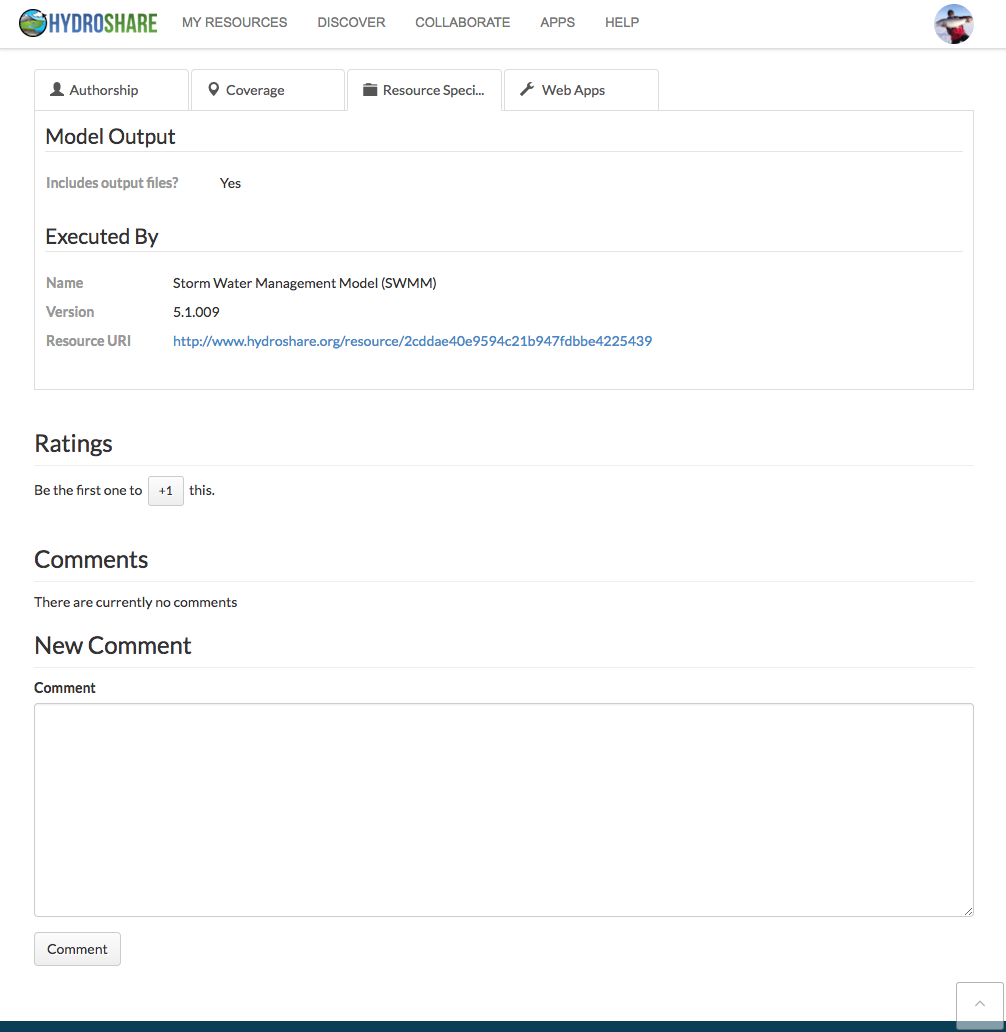 HYDROSHARE MY RESOURCES DISCOVER COLLABORATE APPS HELP
Authorship Coverage Resource Speci... Web Apps
Model Output
Includes output files? Yes
Executed By
Name Storm Water Management Model (SWMM)
Version 5.1.009
Resource URI http://www.hydroshare.org/resource/2cddae40e9594c21b947fdbbe4225439
Ratings
Be the first one to +1 this.
Comments
There are currently no comments
New Comment
Comment
Comment